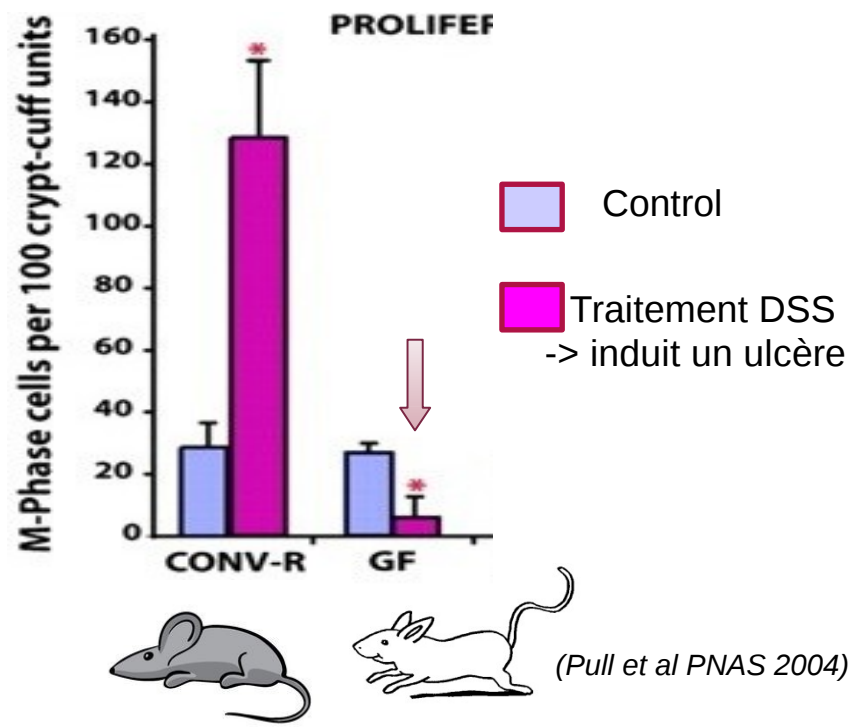 PROLIFER
M-Phase cells per 100 crypt-cuff units
160
140
120
100
80
60
40
20
0
*
*
CONV-R
GF
Control
Traitement DSS
-> induit un ulcère
(Pull et al PNAS 2004)